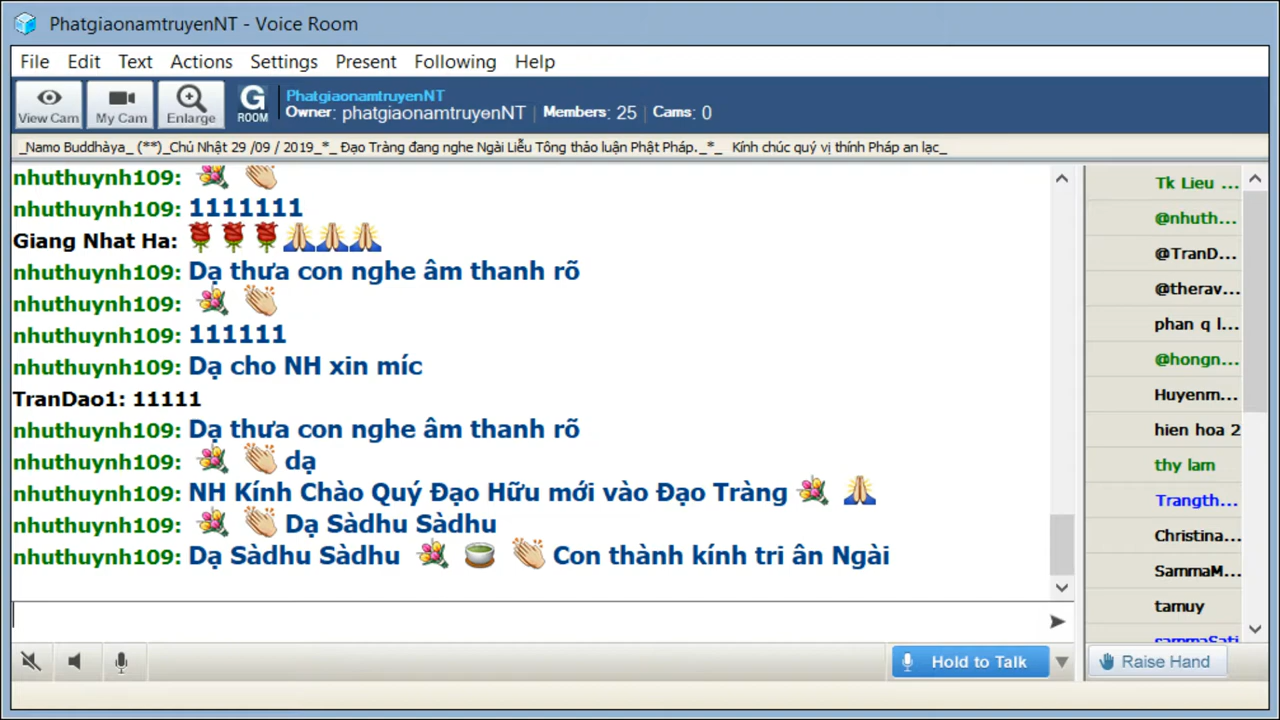 PhatgiaonamtruyenNT - Voice Room
File Edit Text Actions Settings Present Following Help
View Cam
My Cam
Enlarge
G
ROOM
PhatgiaonamtruyenNT
Owner: phatgiaonamtruyenNT | Members: 25 | Cams: 0
_Namo Buddhàya_ (**)_Chủ Nhật 29 /09 / 2019_*_ Đạo Tràng đang nghe Ngài Liễu Tông thảo luận Phật Pháp._*_ Kính chúc quý vị thính Pháp an lạc_
nhuthuynh109:
nhuthuynh109: 1111111
Giang Nhat Ha:
nhuthuynh109: Dạ thưa con nghe âm thanh rõ
nhuthuynh109:
nhuthuynh109: 111111
nhuthuynh109: Dạ cho NH xin míc
TranDao1: 11111
nhuthuynh109: Dạ thưa con nghe âm thanh rõ
nhuthuynh109: dạ
nhuthuynh109: NH Kính Chào Quý Đạo Hữu mới vào Đạo Tràng
nhuthuynh109: Dạ Sàdhu Sàdhu
nhuthuynh109: Dạ Sàdhu Sàdhu Con thành kính tri ân Ngài
Tk Lieu ...
@nhuth...
@TranD...
@therav...
phan q l...
@hongn...
Huyenm...
hien hoa 2
thy lam
Trangth...
Christina...
SammaM...
tamuy
sammaSati
Hold to Talk
Raise Hand